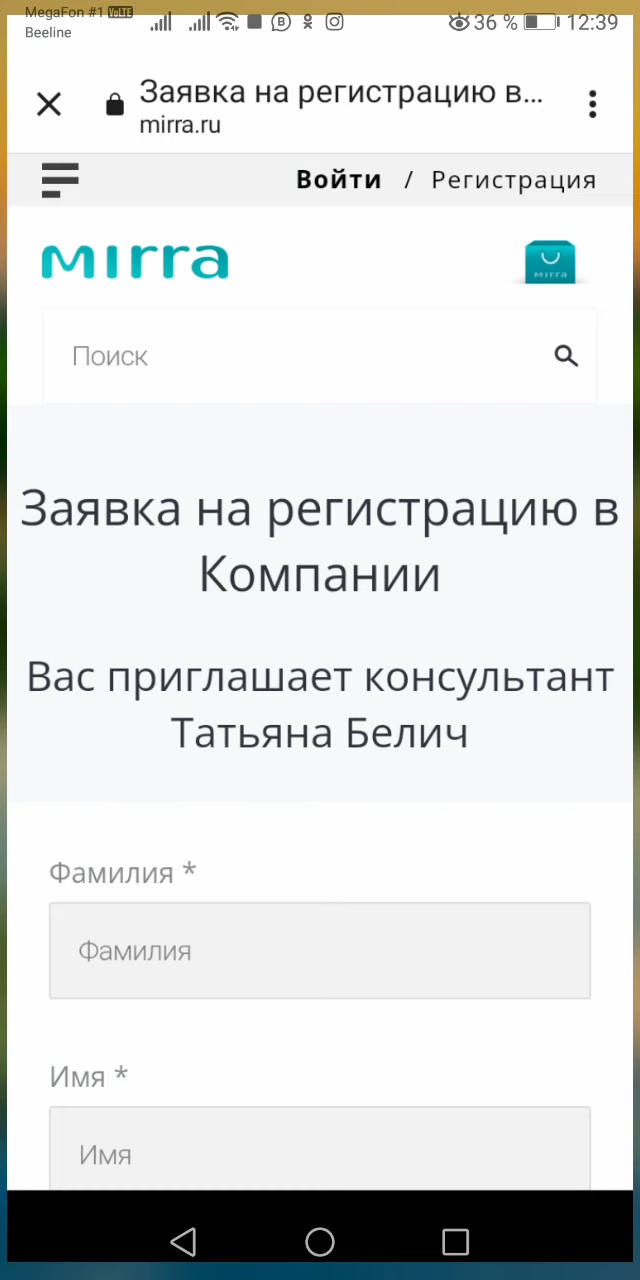 MegaFon #1 VoLTE
Beeline
36 %
12:39
Заявка на регистрацию в...
mirra.ru
Войти / Регистрация
mirra
mirra
Поиск
Заявка на регистрацию в
Компании
Вас приглашает консультант
Татьяна Белич
Фамилия *
Фамилия
Имя *
Имя